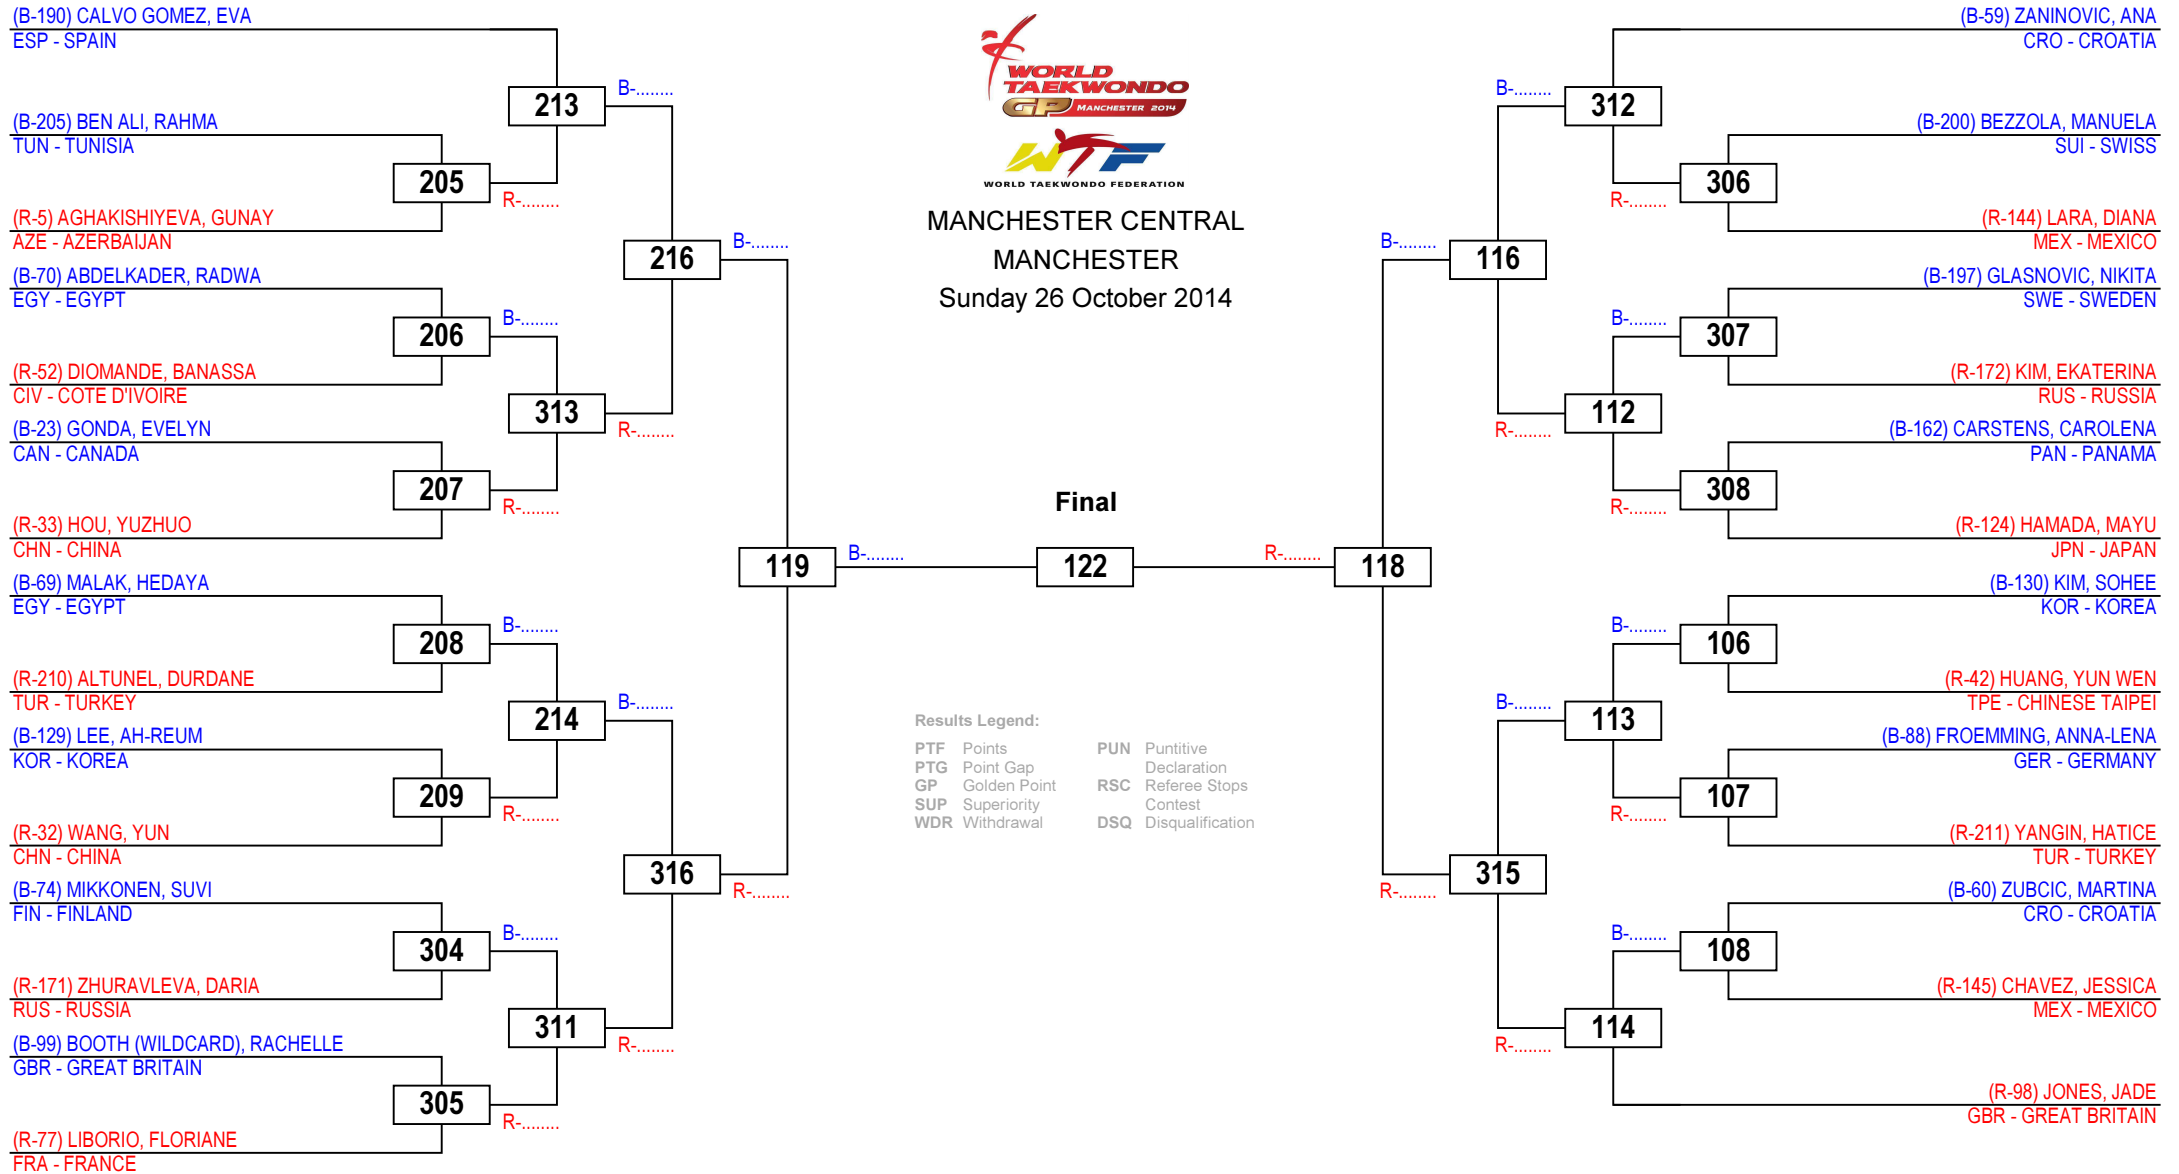 (B-190) CALVO GOMEZ, EVA
ESP - SPAIN
(B-205) BEN ALI, RAHMA
TUN - TUNISIA
(R-5) AGHAKISHIYEVA, GUNAY
AZE - AZERBAIJAN
(B-70) ABDELKADER, RADWA
EGY - EGYPT
(R-52) DIOMANDE, BANASSA
CIV - COTE D'IVOIRE
(B-23) GONDA, EVELYN
CAN - CANADA
(R-33) HOU, YUZHUO
CHN - CHINA
(B-69) MALAK, HEDAYA
EGY - EGYPT
(R-210) ALTUNEL, DURDANE
TUR - TURKEY
(B-129) LEE, AH-REUM
KOR - KOREA
(R-32) WANG, YUN
CHN - CHINA
(B-74) MIKKONEN, SUVI
FIN - FINLAND
(R-171) ZHURAVLEVA, DARIA
RUS - RUSSIA
(B-99) BOOTH (WILDCARD), RACHELLE
GBR - GREAT BRITAIN
(R-77) LIBORIO, FLORIANE
FRA - FRANCE
205
R-........
206
B-........
207
R-........
208
B-........
209
R-........
304
B-........
305
R-........
213
B-........
313
R-........
214
B-........
311
R-........
216
B-........
316
R-........
119
B-........
WORLD
TAEKWONDO
GP MANCHESTER 2014
WTF
WORLD TAEKWONDO FEDERATION
MANCHESTER CENTRAL
MANCHESTER
Sunday 26 October 2014
Final
122
Results Legend:
PTF Points
PTG Point Gap
GP Golden Point
SUP Superiority
WDR Withdrawal
PUN Puntitive
Declaration
RSC Referee Stops
Contest
DSQ Disqualification
R-........
118
B-........
116
R-........
315
B-........
312
R-........
112
B-........
113
R-........
114
R-........
306
B-........
307
R-........
308
B-........
106
R-........
107
B-........
108
(B-59) ZANINOVIC, ANA
CRO - CROATIA
(B-200) BEZZOLA, MANUELA
SUI - SWISS
(R-144) LARA, DIANA
MEX - MEXICO
(B-197) GLASNOVIC, NIKITA
SWE - SWEDEN
(R-172) KIM, EKATERINA
RUS - RUSSIA
(B-162) CARSTENS, CAROLENA
PAN - PANAMA
(R-124) HAMADA, MAYU
JPN - JAPAN
(B-130) KIM, SOHEE
KOR - KOREA
(R-42) HUANG, YUN WEN
TPE - CHINESE TAIPEI
(B-88) FROEMMING, ANNA-LENA
GER - GERMANY
(R-211) YANGIN, HATICE
TUR - TURKEY
(B-60) ZUBCIC, MARTINA
CRO - CROATIA
(R-145) CHAVEZ, JESSICA
MEX - MEXICO
(R-98) JONES, JADE
GBR - GREAT BRITAIN